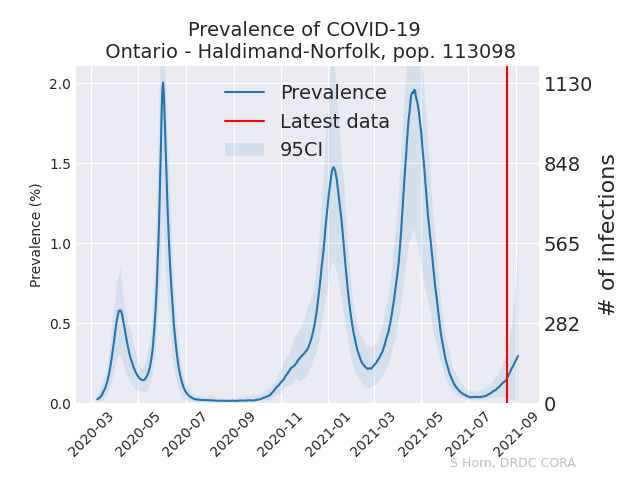 Prevalence of COVID-19
Ontario - Haldimand-Norfolk, pop. 113098
Prevalence
Latest data
95CI
Prevalence (%)
2.0
1.5
1.0
0.5
0.0
1130
848
565
282
0
# of infections
2020-03
2020-05
2020-07
2020-09
2020-11
2021-01
2021-03
2021-05
2021-07
2021-09
S Horn, DRDC CORA